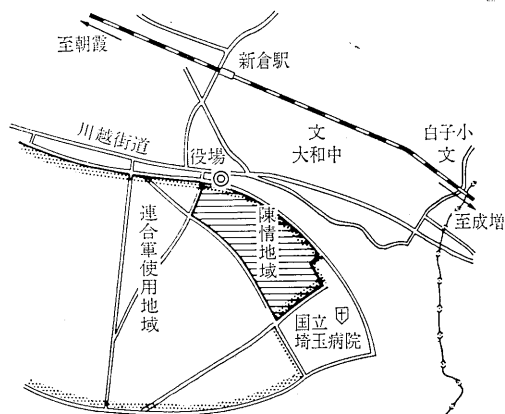 至朝霞
新倉駅
川越街道
役場
文
大和中
白子小
文
至成増
陳情地域
連合軍使用地域
国立
埼玉病院